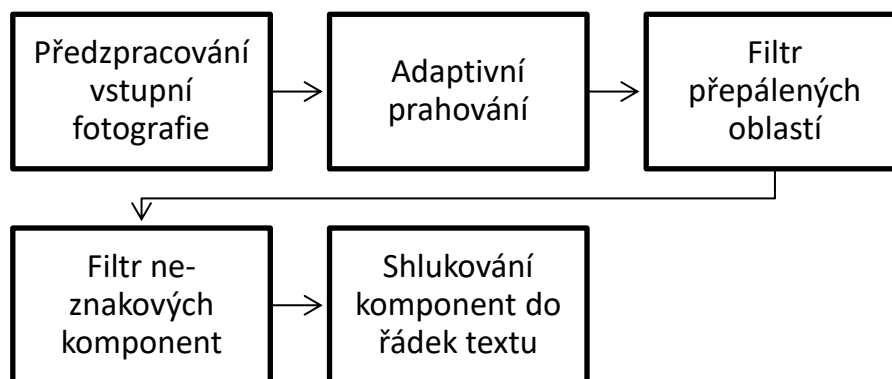 Předzpracování
vstupní
fotografie
Adaptivní
prahování
Filtr
přepálených
oblastí
Filtr ne-
znakových
komponent
Shlukování
komponent do
řádek textu